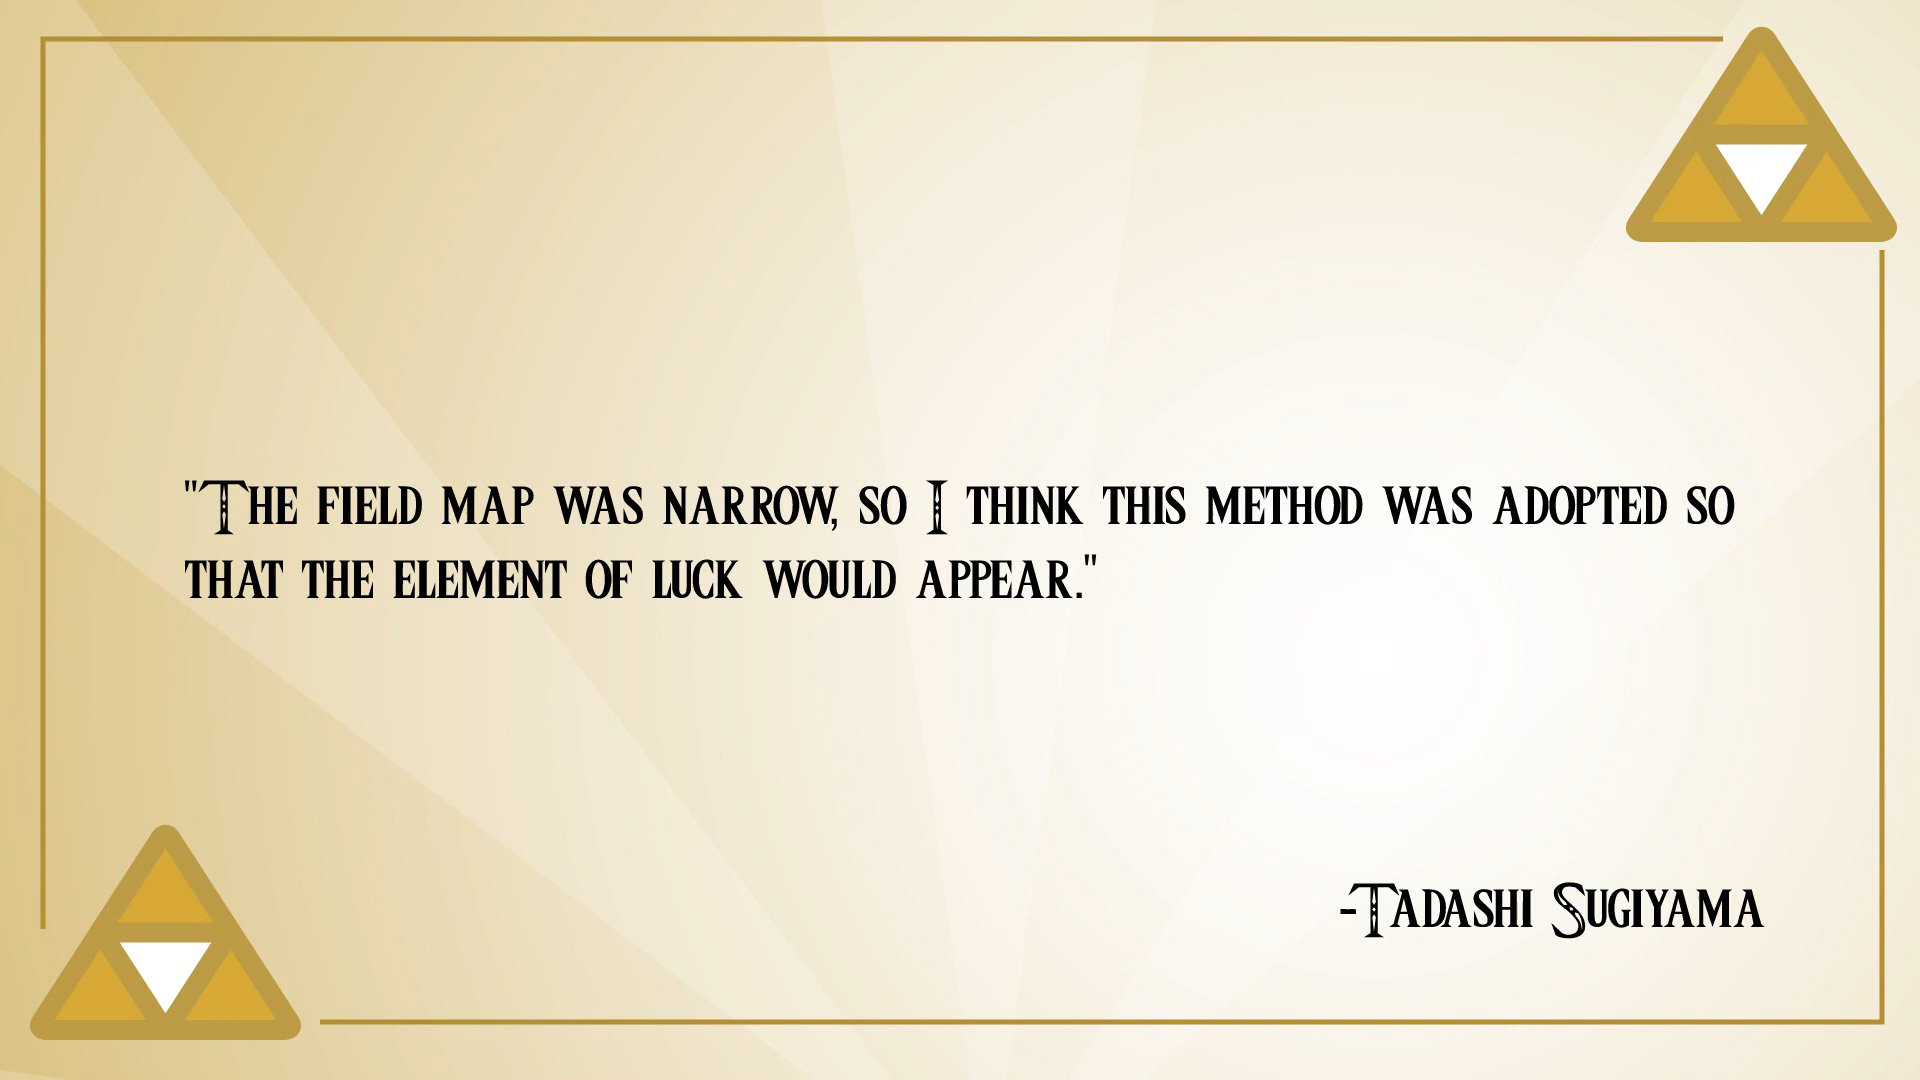 "The field map was narrow, so I think this method was adopted so
that the element of luck would appear."
-Tadashi Sugiyama